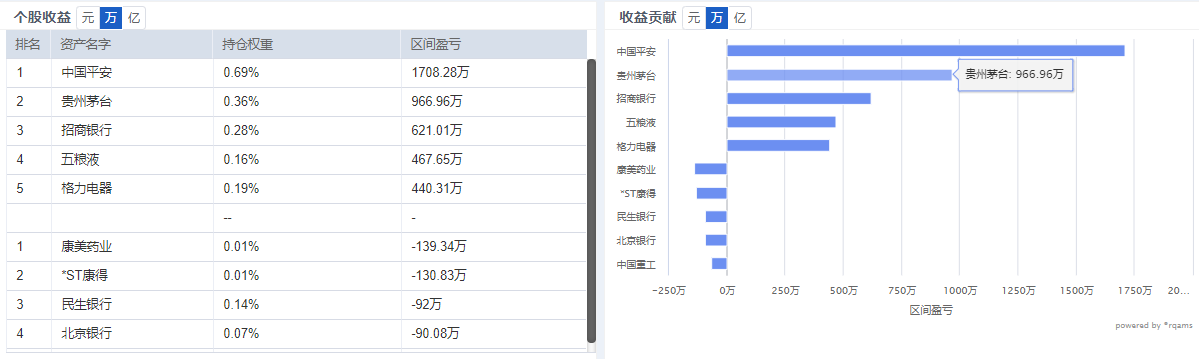 个股收益 元 万 亿
排名 资产名字 持仓权重 区间盈亏
1 中国平安 0.69% 1708.28万
2 贵州茅台 0.36% 966.96万
3 招商银行 0.28% 621.01万
4 五粮液 0.16% 467.65万
5 格力电器 0.19% 440.31万
-- -
1 康美药业 0.01% -139.34万
2 *ST康得 0.01% -130.83万
3 民生银行 0.14% -92万
4 北京银行 0.07% -90.08万
收益贡献 元 万 亿
中国平安
贵州茅台
贵州茅台: 966.96万
招商银行
五粮液
格力电器
康美药业
*ST康得
民生银行
北京银行
中国重工
-250万 0万 250万 500万 750万 1000万 1250万 1500万 1750万 20...
区间盈亏
powered by ®rqams